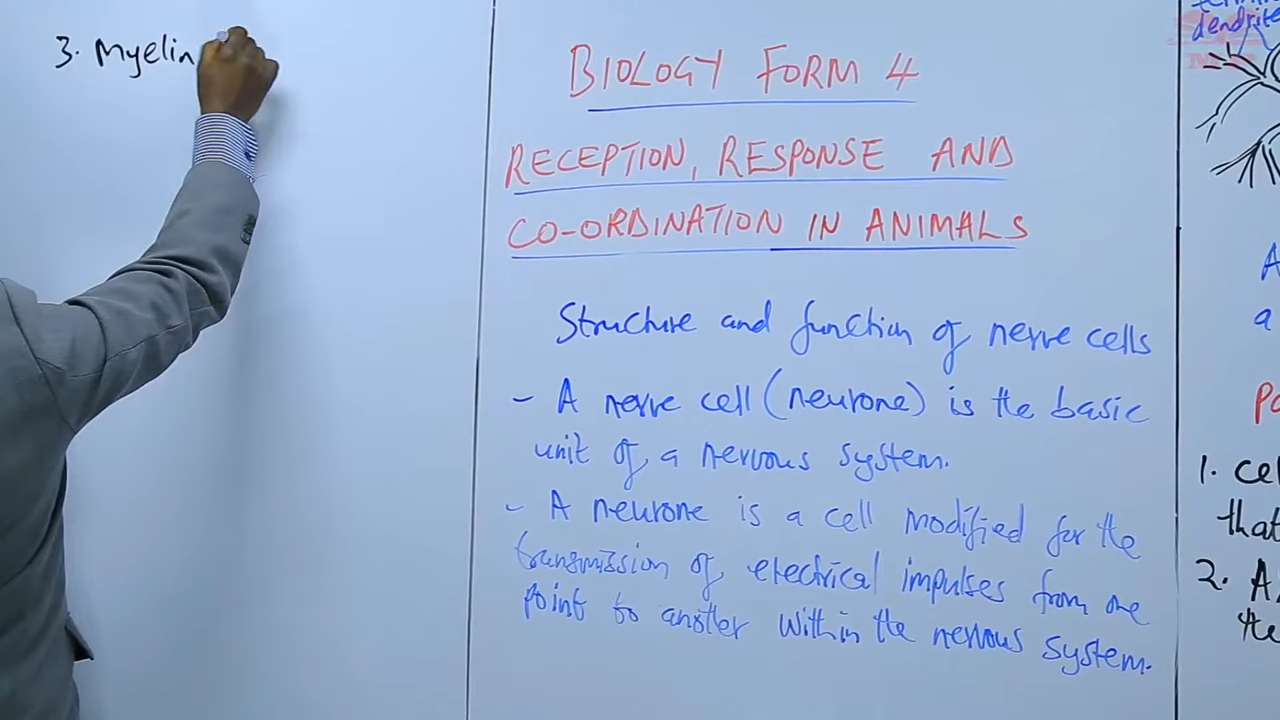 3. Myelin
BIOLOGY FORM 4
RECEPTION, RESPONSE AND
CO-ORDINATION IN ANIMALS
Structure and function of nerve cells
- A nerve cell (neurone) is the basic
unit of a nervous system.
- A neurone is a cell modified for the
transmission of electrical impulses from one
point to another within the nervous system.
dendrite
A
a
1. Cel
that
2. A
the